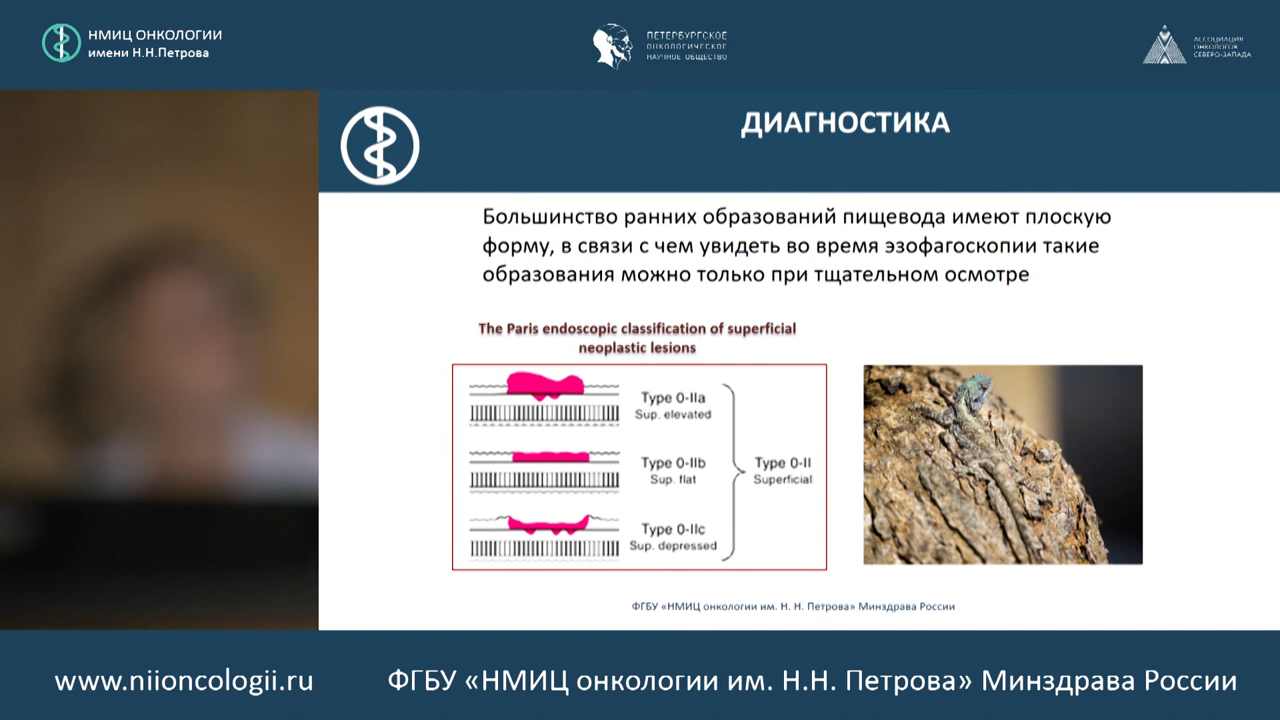 НМИЦ ОНКОЛОГИИ
имени Н.Н.Петрова
ПЕТЕРБУРГСКОЕ
ОНКОЛОГИЧЕСКОЕ
НАУЧНОЕ ОБЩЕСТВО
АССОЦИАЦИЯ
ОНКОЛОГОВ
СЕВЕРО-ЗАПАДА
ДИАГНОСТИКА
Большинство ранних образований пищевода имеют плоскую
форму, в связи с чем увидеть во время эзофагоскопии такие
образования можно только при тщательном осмотре
The Paris endoscopic classification of superficial
neoplastic lesions
Type 0-IIa
Sup. elevated
Type 0-IIb
Sup. flat
Type 0-IIc
Sup. depressed
Type 0-II
Superficial
ФГБУ «НМИЦ онкологии им. Н. Н. Петрова» Минздрава России
www.niioncologii.ru
ФГБУ «НМИЦ онкологии им. Н.Н. Петрова» Минздрава России